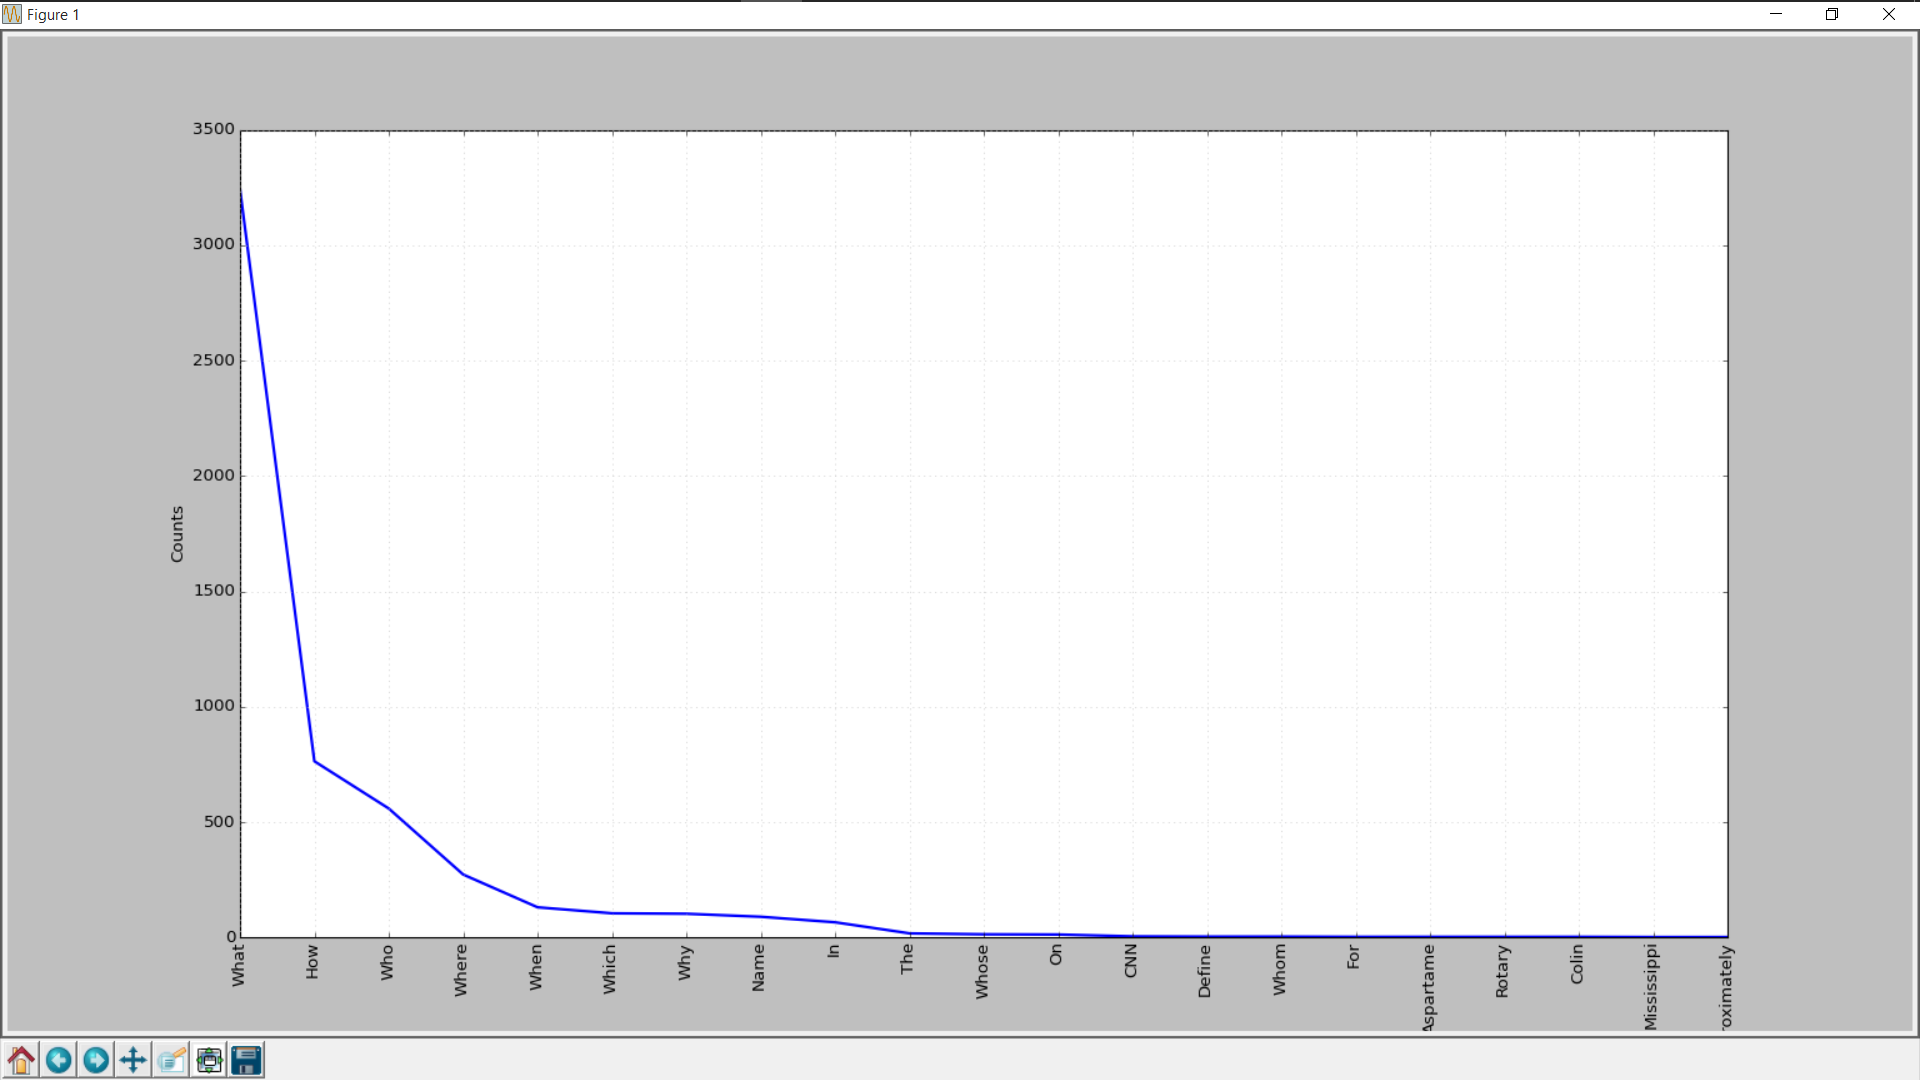 Figure 1
3500
3000
2500
2000
1500
1000
500
0
Counts
What
How
Who
Where
When
Which
Why
Name
In
The
Whose
On
CNN
Define
Whom
For
Aspartame
Rotary
Colin
Mississippi
roximately